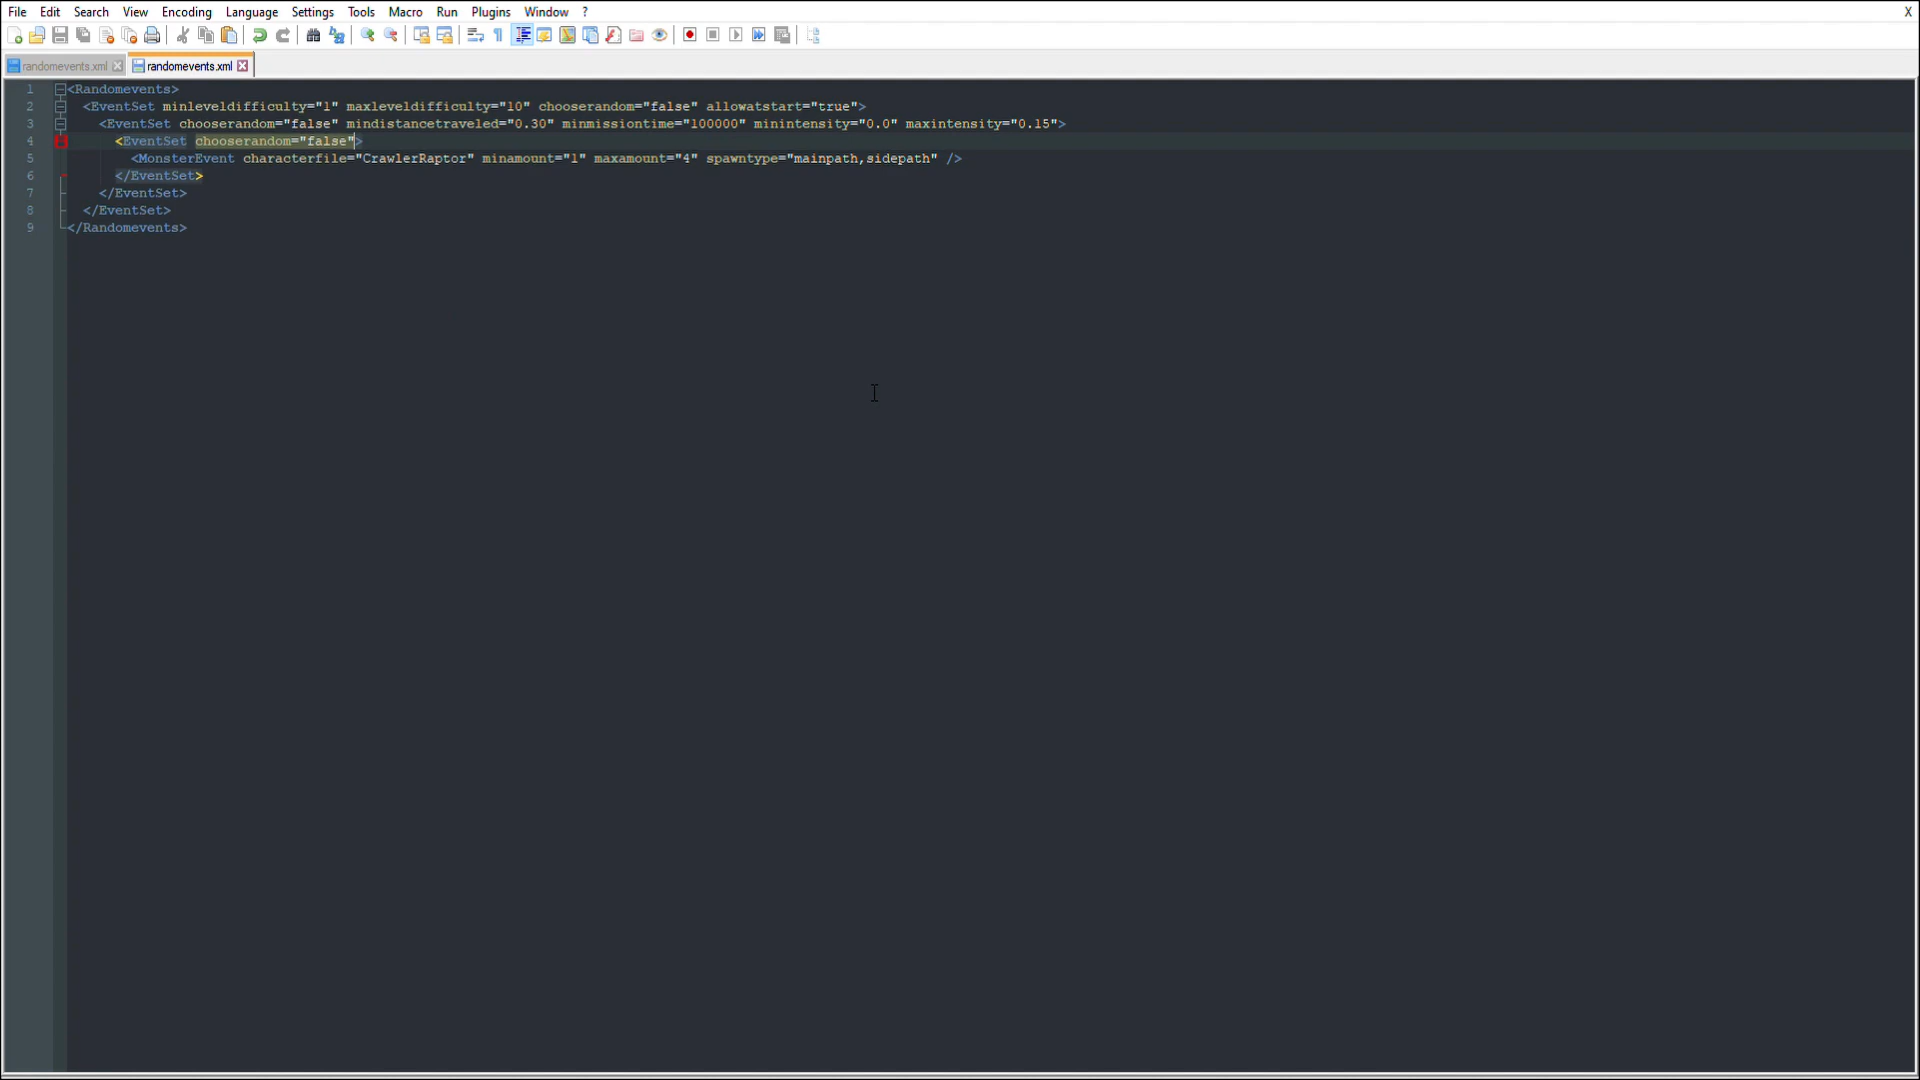 File Edit Search View Encoding Language Settings Tools Macro Run Plugins Window ? X
randomevents.xml randomevents.xml
1 <Randomevents>
2 <EventSet minleveldifficulty="1" maxleveldifficulty="10" chooserandom="false" allowatstart="true">
3 <EventSet chooserandom="false" mindistancetraveled="0.30" minmissiontime="100000" minintensity="0.0" maxintensity="0.15">
4 <EventSet chooserandom="false">
5 <MonsterEvent characterfile="CrawlerRaptor" minamount="1" maxamount="4" spawntype="mainpath,sidepath" />
6 </EventSet>
7 </EventSet>
8 </EventSet>
9 </Randomevents>